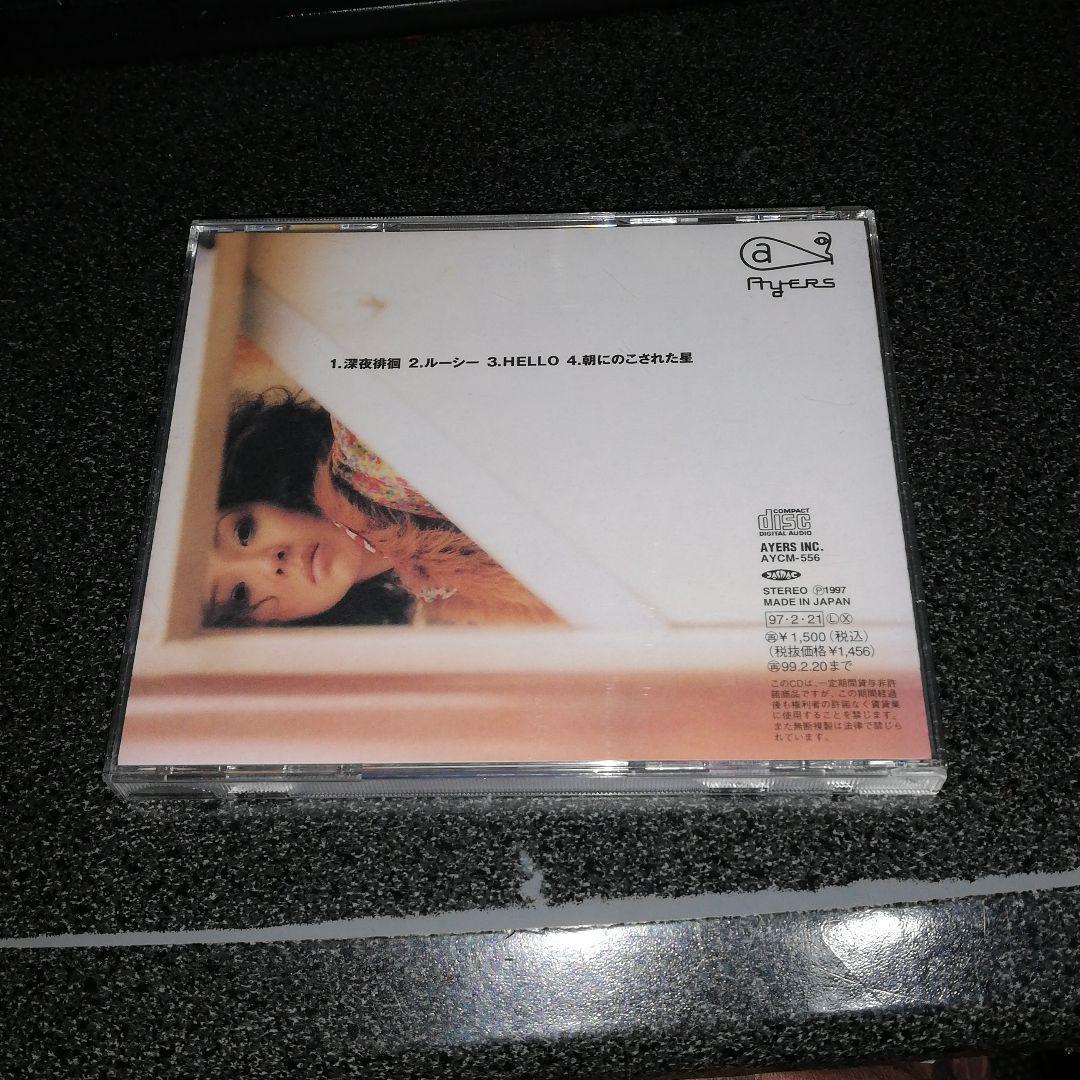 a
AYERS
1.深夜徘徊 2.ルーシー 3.HELLO 4.朝にのこされた星
COMPACT
disc
DIGITAL AUDIO
AYERS INC.
AYCM-556
JASRAC
STEREO Ⓟ1997
MADE IN JAPAN
97・2・21 Ⓛ Ⓧ
㊢¥1,500(税込)
(税抜価格¥1,456)
㊢99.2.20まで
このCDは、一定期間貸与非許
諾商品ですが、この期間経過
後も権利者の許諾なく賃貸業
に使用することを禁じます。
また無断複製は法律で禁じら
れています。